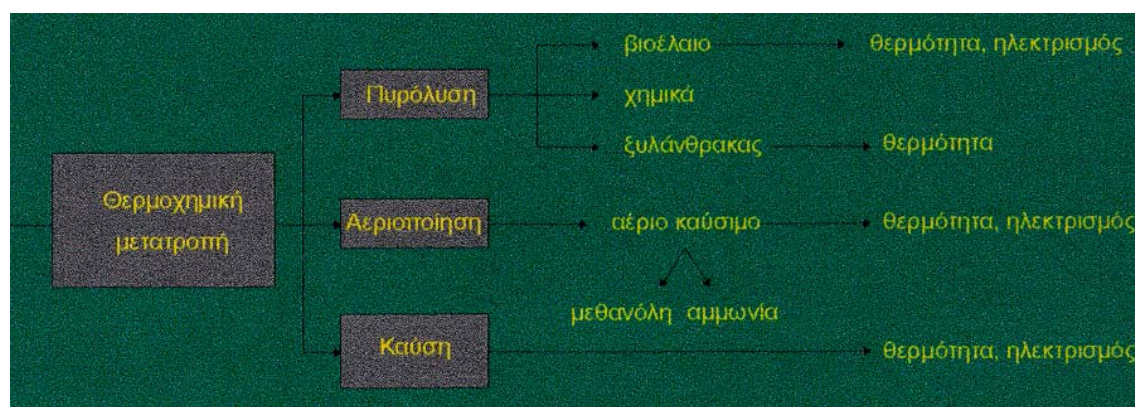 βιοέλαιο θερμότητα, ηλεκτρισμός
Πυρόλυση χημικά
ξυλάνθρακας θερμότητα
Θερμοχημική
μετατροπή
Αεριοποίηση αέριο καύσιμο θερμότητα, ηλεκτρισμός
μεθανόλη αμμωνία
Καύση θερμότητα, ηλεκτρισμός